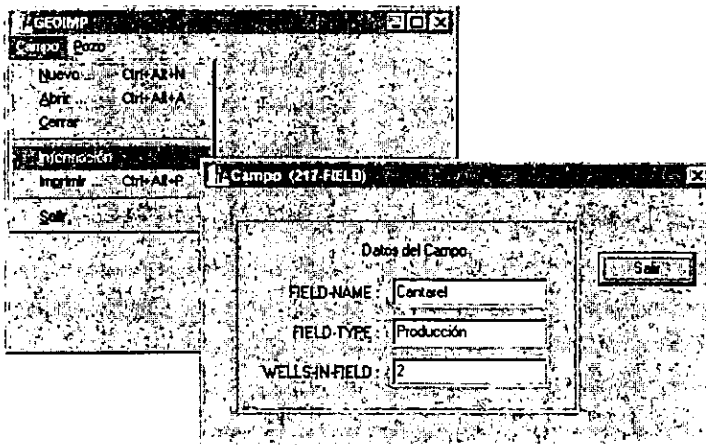 GEOIMP
Campo Pozo
Nuevo... Ctrl+Alt+N
Abrir ... Ctrl+Alt+A
Cerrar
Información
Imprimir ... Ctrl+Alt+P
Salir
Campo (217-FIELD)
Datos del Campo
Salir
FIELD-NAME : Cantarel
FIELD-TYPE : Producción
WELLS-IN-FIELD : 2